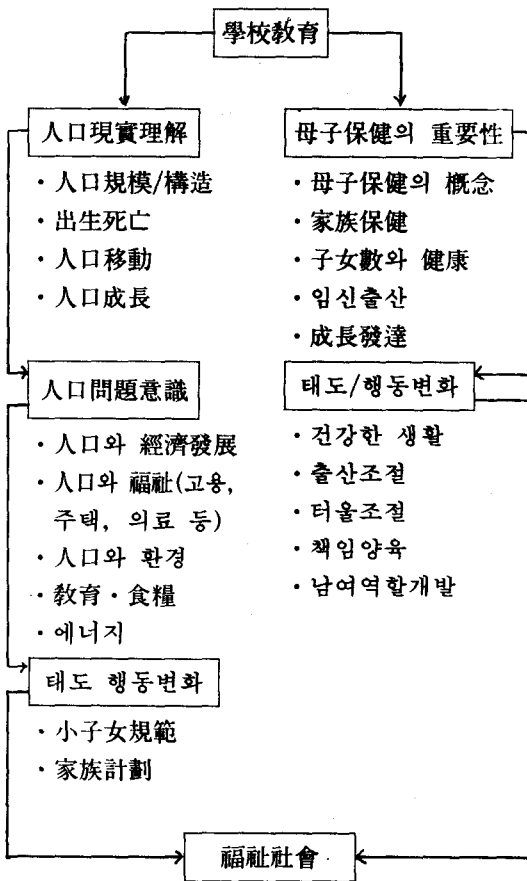 學校敎育
人口現實理解
・人口規模/構造
・出生死亡
・人口移動
・人口成長
人口問題意識
・人口와 經濟發展
・人口와 福祉(고용,
주택, 의료 등)
・人口와 환경
・敎育・食糧
・에너지
태도 행동변화
・小子女規範
・家族計劃
母子保健의 重要性
・母子保健의 槪念
・家族保健
・子女數와 健康
・임신출산
・成長發達
태도/행동변화
・건강한 생활
・출산조절
・터울조절
・책임양육
・남여역할개발
福祉社會